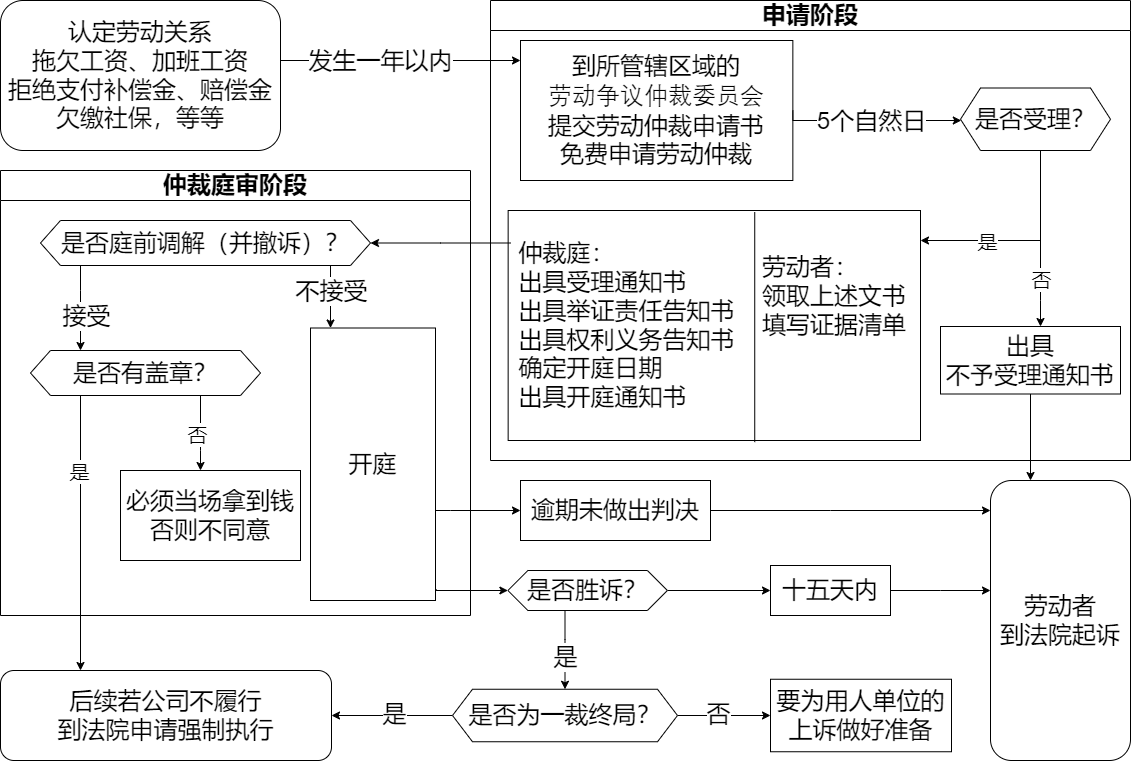 认定劳动关系
拖欠工资、加班工资
拒绝支付补偿金、赔偿金
欠缴社保，等等
发生一年以内
申请阶段
到所管辖区域的
劳动争议仲裁委员会
提交劳动仲裁申请书
免费申请劳动仲裁
5个自然日
是否受理？
是
否
仲裁庭：
出具受理通知书
出具举证责任告知书
出具权利义务告知书
确定开庭日期
出具开庭通知书
劳动者：
领取上述文书
填写证据清单
出具
不予受理通知书
仲裁庭审阶段
是否庭前调解（并撤诉）？
接受
不接受
是否有盖章？
是
否
必须当场拿到钱
否则不同意
开庭
逾期未做出判决
是否胜诉？
十五天内
劳动者
到法院起诉
是
是否为一裁终局？
是
否
后续若公司不履行
到法院申请强制执行
要为用人单位的
上诉做好准备